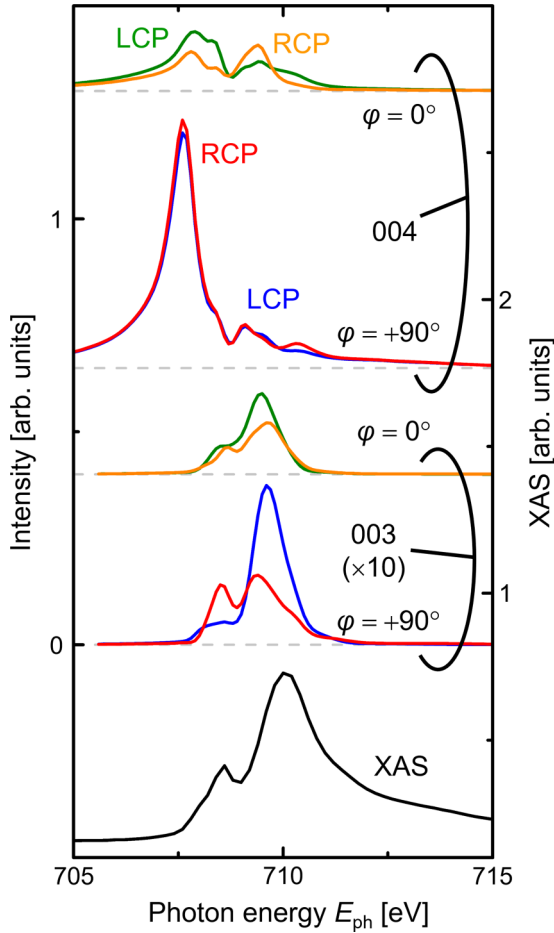 LCP
RCP
φ = 0°
RCP
004
1
LCP
2
φ = +90°
φ = 0°
003
(×10)
1
φ = +90°
0
XAS
Intensity [arb. units]
XAS [arb. units]
705
710
715
Photon energy Eph [eV]